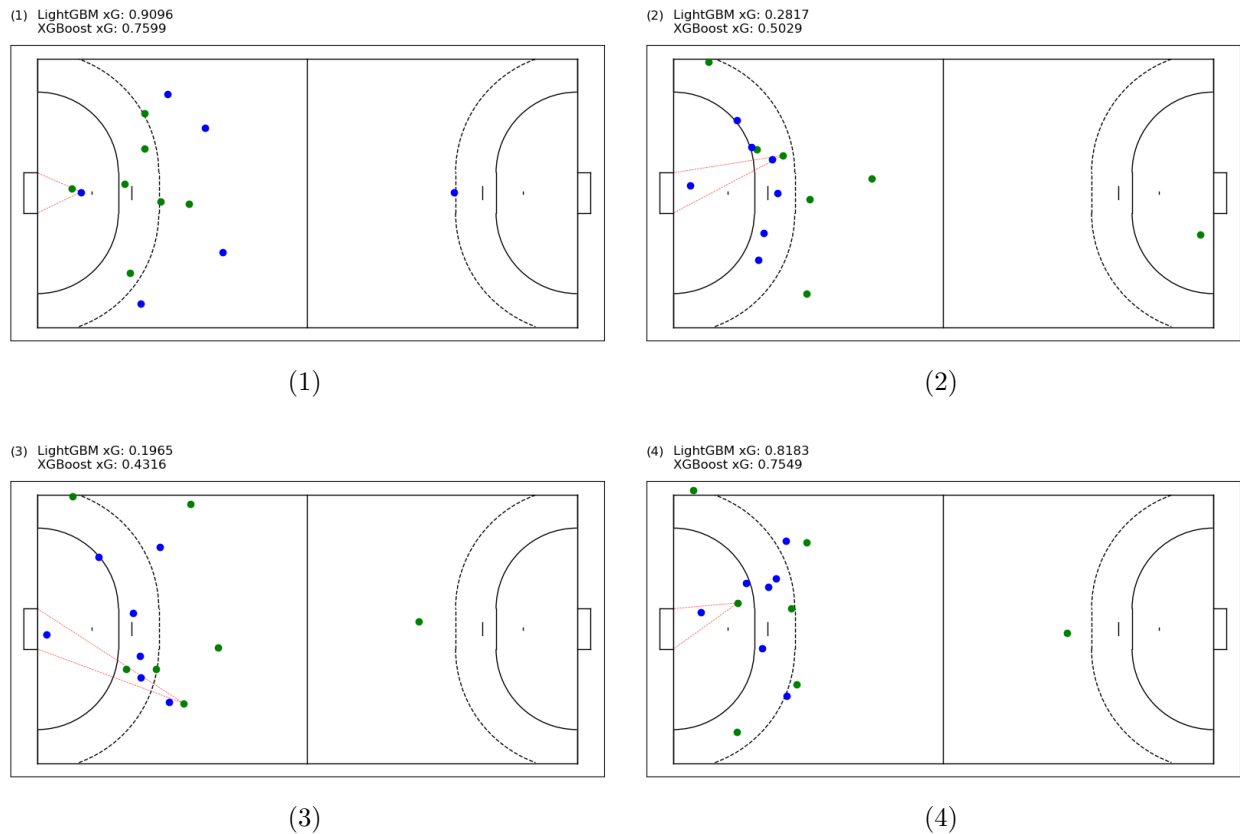 (1) LightGBM xG: 0.9096
XGBoost xG: 0.7599
(2) LightGBM xG: 0.2817
XGBoost xG: 0.5029
(1)
(2)
(3) LightGBM xG: 0.1965
XGBoost xG: 0.4316
(4) LightGBM xG: 0.8183
XGBoost xG: 0.7549
(3)
(4)